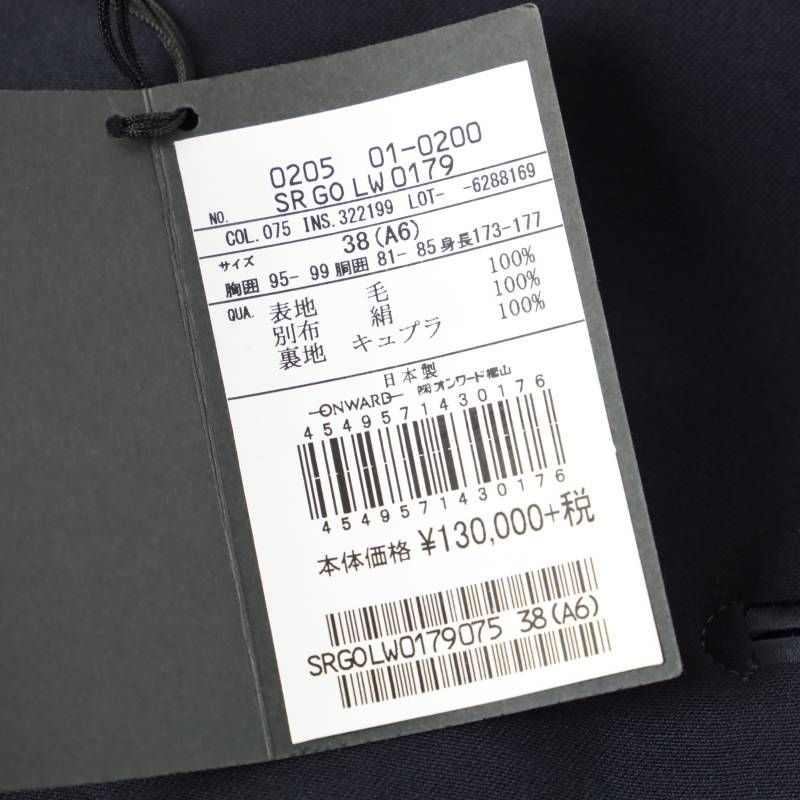 0205 01-0200
NO. SR GO LW 0179
COL.075 INS.322199 LOT- -6288169
サイズ 38(A6)
胸囲 95- 99 胴囲 81- 85 身長173-177
QUA. 表地 毛 100%
別布 絹 100%
裏地 キュプラ 100%
日本製
ONWARD ㈱オンワード樫山
4549571430176
4549571430176
本体価格 ¥130,000+税
SRGOLW0179075 38(A6)